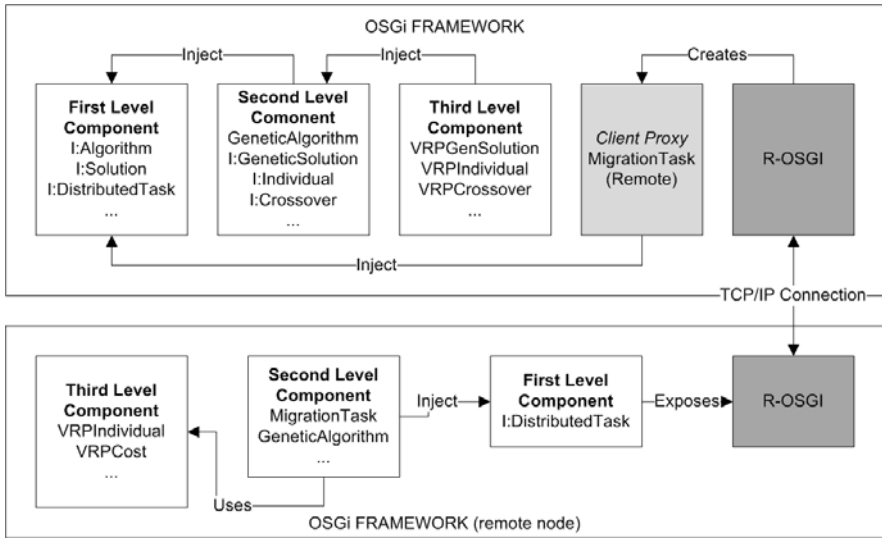 OSGi FRAMEWORK
Inject
Inject
Creates
First Level
Component
I:Algorithm
I:Solution
I:DistributedTask
...
Second Level
Comonent
GeneticAlgorithm
I:GeneticSolution
I:Individual
I:Crossover
...
Third Level
Component
VRPGenSolution
VRPIndividual
VRPCrossover
...
Client Proxy
MigrationTask
(Remote)
R-OSGI
Inject
TCP/IP Connection
Third Level
Component
VRPIndividual
VRPCost
...
Second Level
Component
MigrationTask
GeneticAlgorithm
...
Inject
First Level
Component
I:DistributedTask
Exposes
R-OSGI
Uses
OSGi FRAMEWORK (remote node)